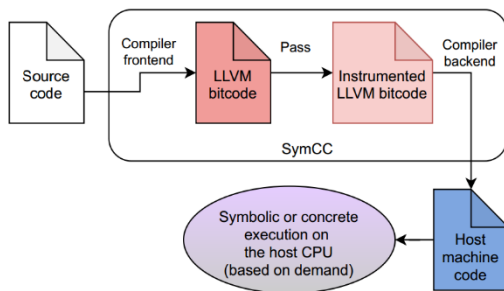 Source
code
Compiler
frontend
LLVM
bitcode
Pass
Instrumented
LLVM bitcode
Compiler
backend
SymCC
Symbolic or concrete
execution on
the host CPU
(based on demand)
Host
machine
code